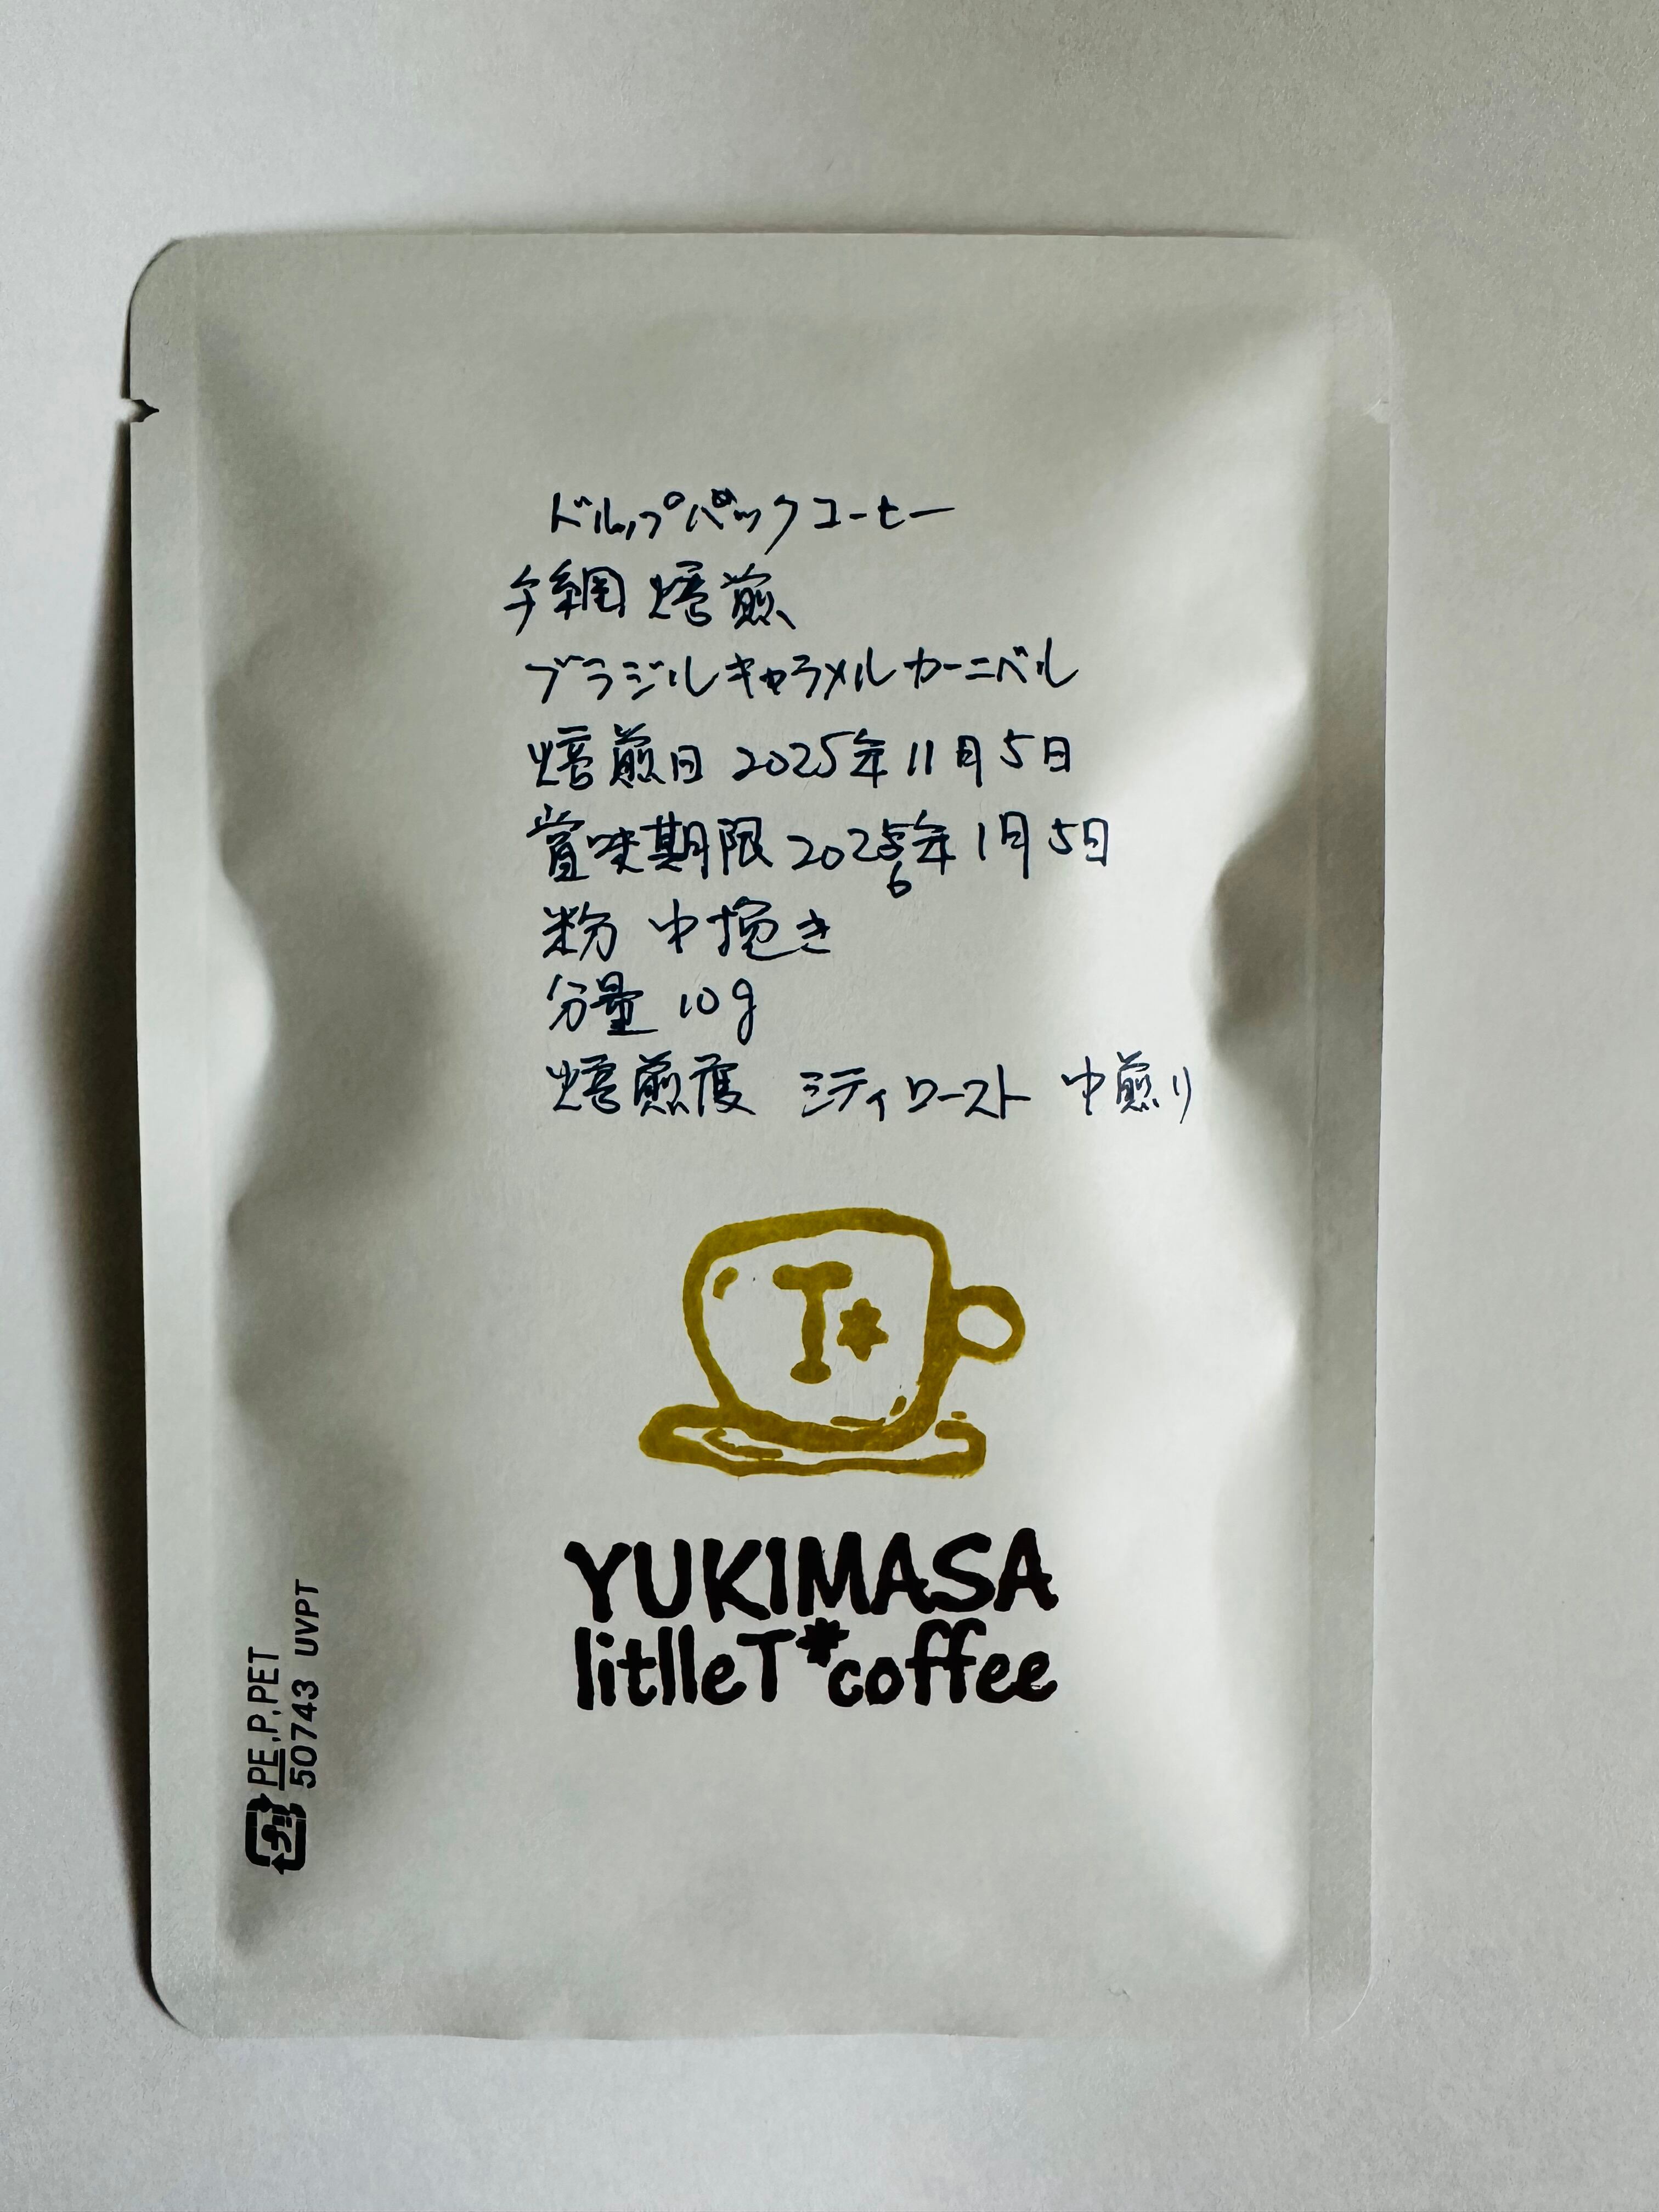 ドリップパックコーヒー
手網焙煎
ブラジルキャラメルカーニバル
焙煎日 2025年11月5日
賞味期限 2026年1月5日
粉 中挽き
分量 10g
焙煎度 シティロースト 中煎り
T*
YUKIMASA
litlleT*coffee
PE,P,PET
50743 UVPT
プラ